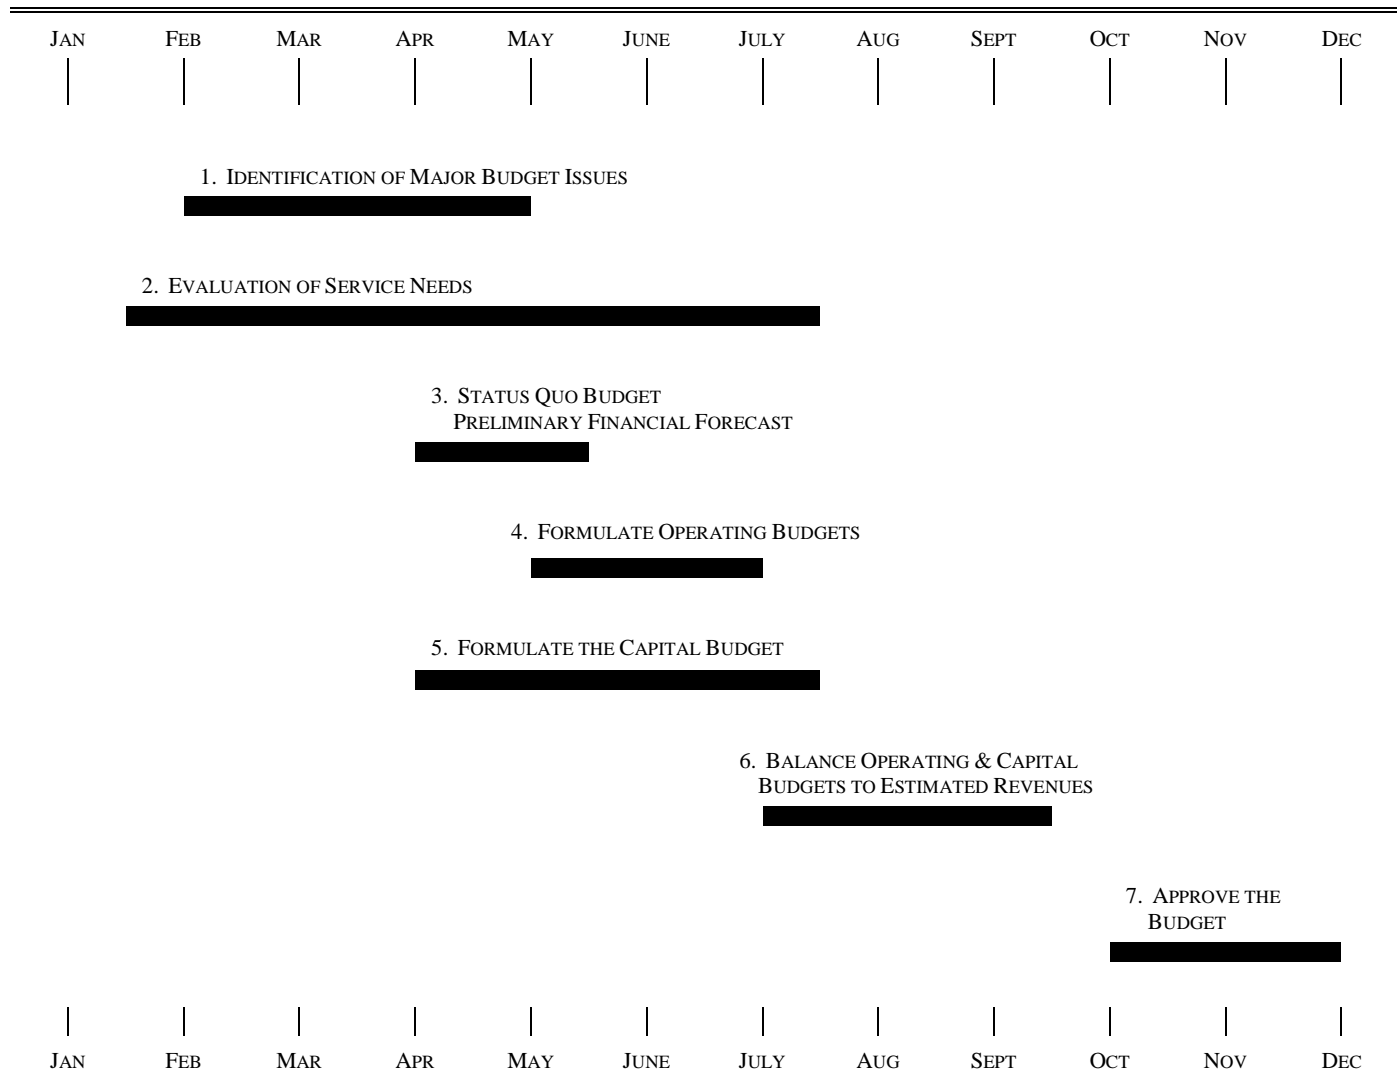 JAN FEB MAR APR MAY JUNE JULY AUG SEPT OCT NOV DEC
1. IDENTIFICATION OF MAJOR BUDGET ISSUES
2. EVALUATION OF SERVICE NEEDS
3. STATUS QUO BUDGET
PRELIMINARY FINANCIAL FORECAST
4. FORMULATE OPERATING BUDGETS
5. FORMULATE THE CAPITAL BUDGET
6. BALANCE OPERATING & CAPITAL
BUDGETS TO ESTIMATED REVENUES
7. APPROVE THE
BUDGET
JAN FEB MAR APR MAY JUNE JULY AUG SEPT OCT NOV DEC